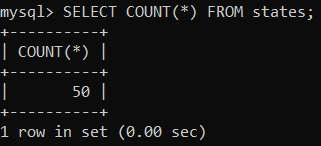 mysql> SELECT COUNT(*) FROM states;
+----------+
| COUNT(*) |
+----------+
|       50 |
+----------+
1 row in set (0.00 sec)